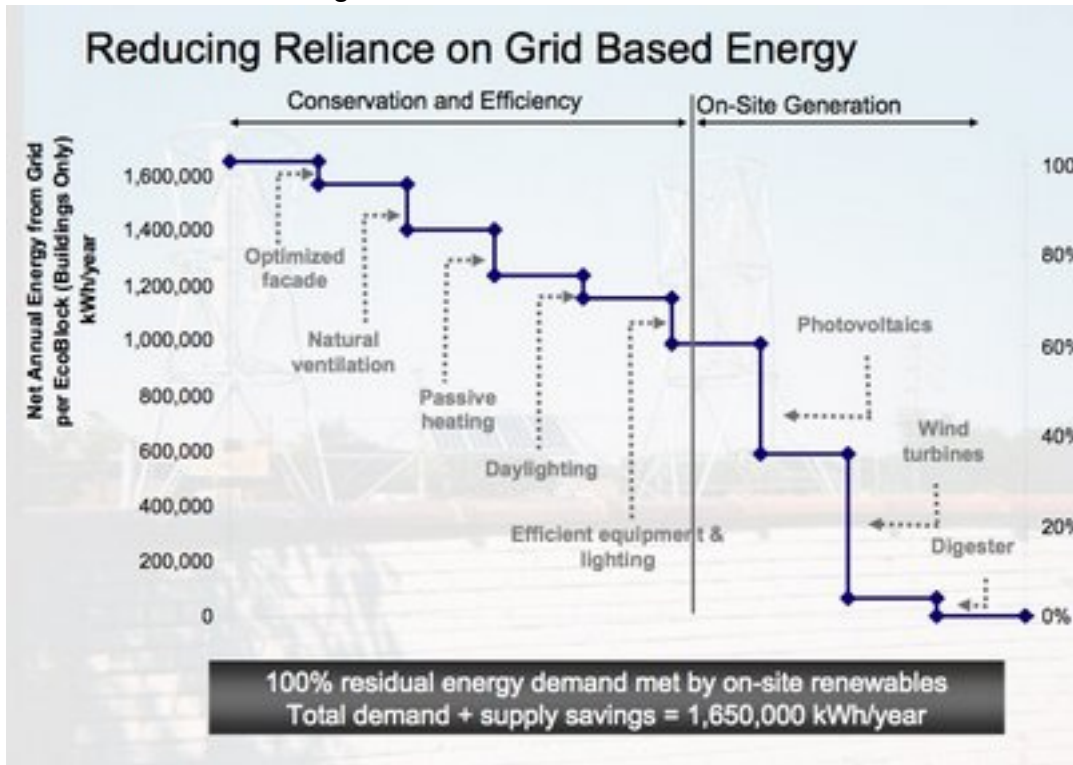 Reducing Reliance on Grid Based Energy
Conservation and Efficiency
On-Site Generation
Net Annual Energy from Grid
per EcoBlock (Buildings Only)
kWh/year
1,600,000
1,400,000
1,200,000
1,000,000
800,000
600,000
400,000
200,000
0
Optimized
facade
Natural
ventilation
Passive
heating
Daylighting
Efficient equipment &
lighting
Photovoltaics
Wind
turbines
Digester
100
80%
60%
40%
20%
0%
100% residual energy demand met by on-site renewables
Total demand + supply savings = 1,650,000 kWh/year